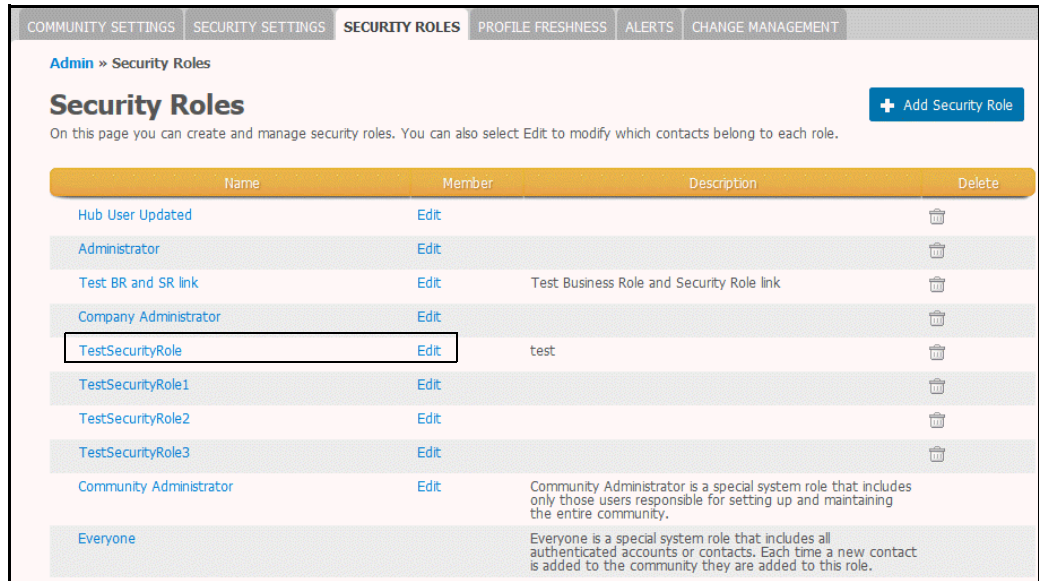 COMMUNITY SETTINGS SECURITY SETTINGS SECURITY ROLES PROFILE FRESHNESS ALERTS CHANGE MANAGEMENT
Admin » Security Roles
Security Roles
+ Add Security Role
On this page you can create and manage security roles. You can also select Edit to modify which contacts belong to each role.
Name Member Description Delete
Hub User Updated Edit
Administrator Edit
Test BR and SR link Edit Test Business Role and Security Role link
Company Administrator Edit
TestSecurityRole Edit test
TestSecurityRole1 Edit
TestSecurityRole2 Edit
TestSecurityRole3 Edit
Community Administrator Edit Community Administrator is a special system role that includes
only those users responsible for setting up and maintaining
the entire community.
Everyone Everyone is a special system role that includes all
authenticated accounts or contacts. Each time a new contact
is added to the community they are added to this role.